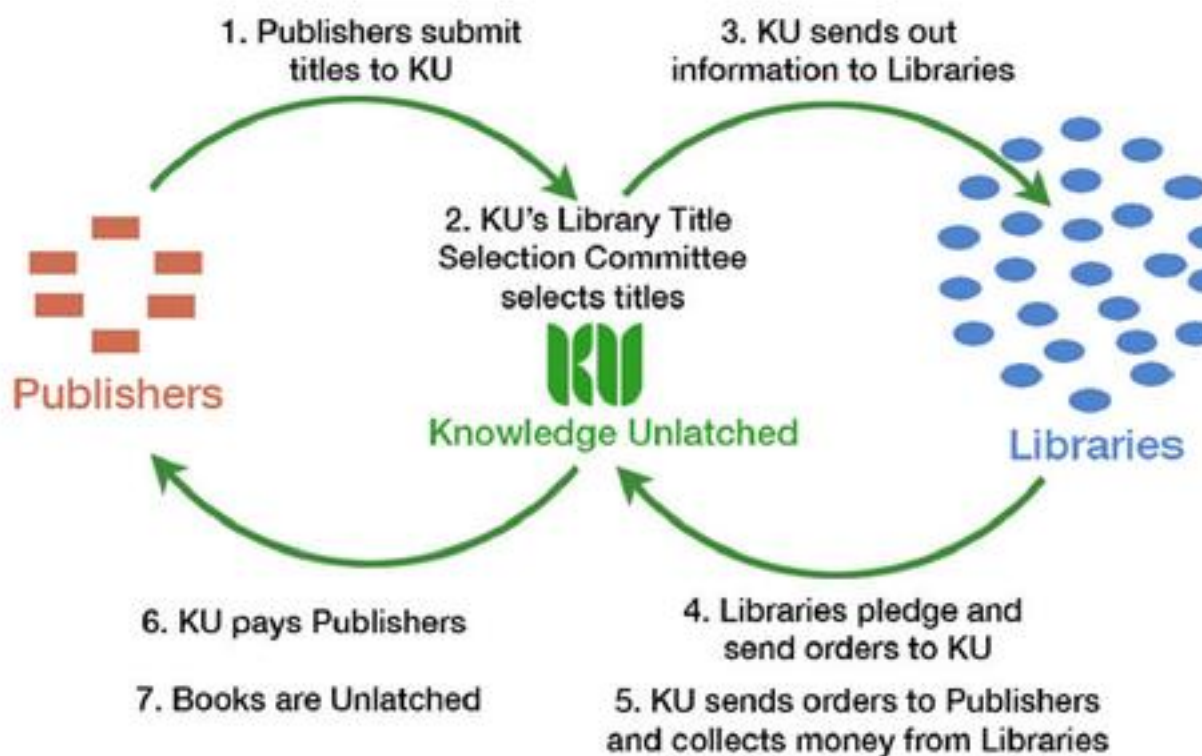 1. Publishers submit
titles to KU
3. KU sends out
information to Libraries
2. KU's Library Title
Selection Committee
selects titles
KU
Knowledge Unlatched
Publishers
Libraries
6. KU pays Publishers
7. Books are Unlatched
4. Libraries pledge and
send orders to KU
5. KU sends orders to Publishers
and collects money from Libraries